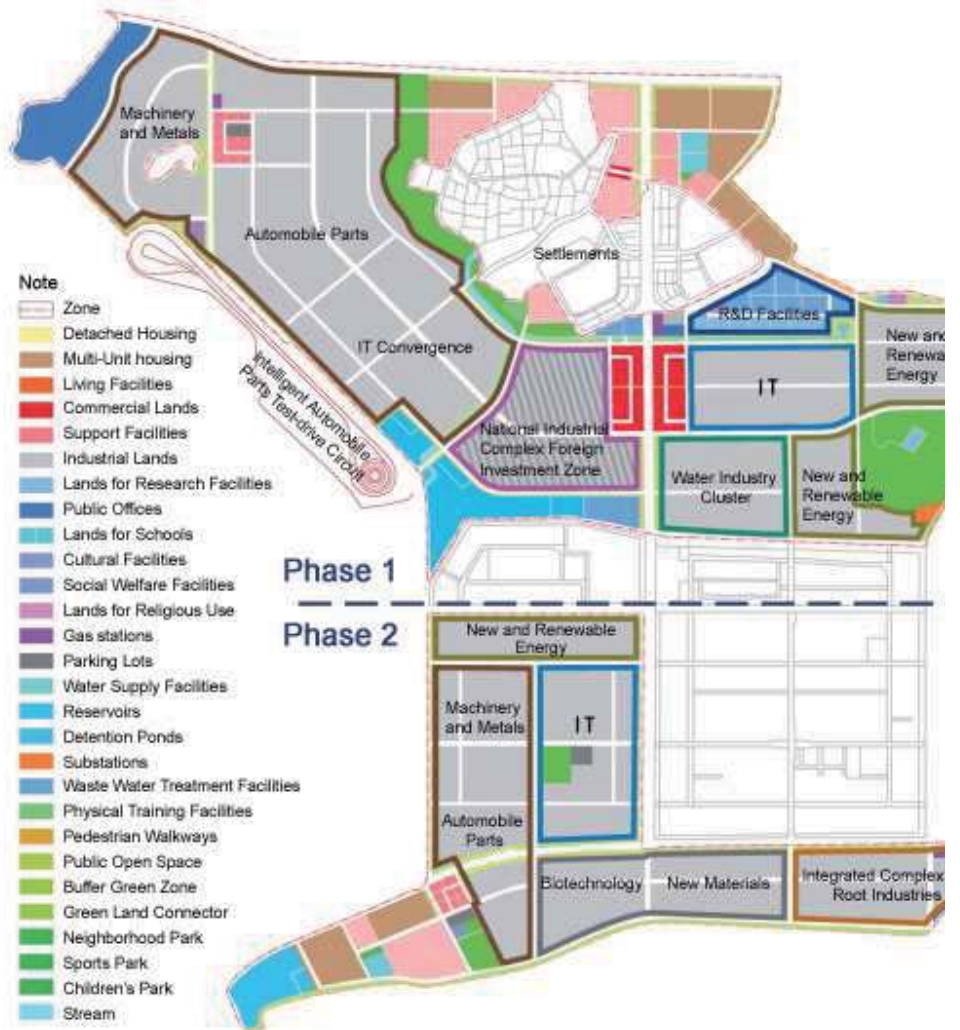 Machinery
and Metals
Automobile Parts
Settlements
R&D Facilities
New and
Renewa
Energy
IT Convergence
IT
Intelligent Automobile
Parts Test-drive Circuit
National Industrial
Complex Foreign
Investment Zone
Water Industry
Cluster
New and
Renewable
Energy
Note
Zone
Detached Housing
Multi-Unit housing
Living Facilities
Commercial Lands
Support Facilities
Industrial Lands
Lands for Research Facilities
Public Offices
Lands for Schools
Cultural Facilities
Social Welfare Facilities
Lands for Religious Use
Gas stations
Parking Lots
Water Supply Facilities
Reservoirs
Detention Ponds
Substations
Waste Water Treatment Facilities
Physical Training Facilities
Pedestrian Walkways
Public Open Space
Buffer Green Zone
Green Land Connector
Neighborhood Park
Sports Park
Children's Park
Stream
Phase 1
Phase 2
New and Renewable
Energy
Machinery
and Metals
IT
Automobile
Parts
Biotechnology
New Materials
Integrated Complex
Root Industries